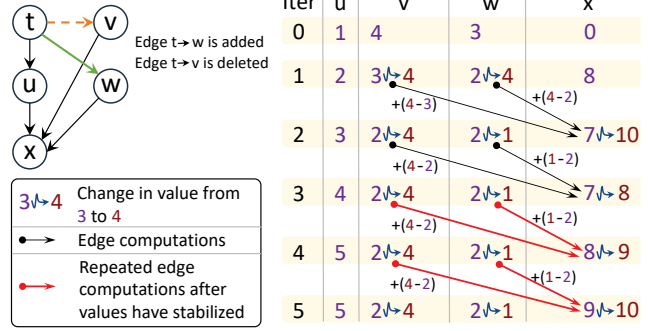 Iter u v w x
t v
u w
x
Edge t→w is added
Edge t→v is deleted
3→4 Change in value from
3 to 4
Edge computations
Repeated edge
computations after
values have stabilized
0 1 4 3 0
1 2 3→4 2→4 8
+(4-3) +(4-2)
2 3 2→4 2→1 7→10
+(4-2) +(1-2)
3 4 2→4 2→1 7→8
+(4-2) +(1-2)
4 5 2→4 2→1 8→9
+(4-2) +(1-2)
5 5 2→4 2→1 9→10